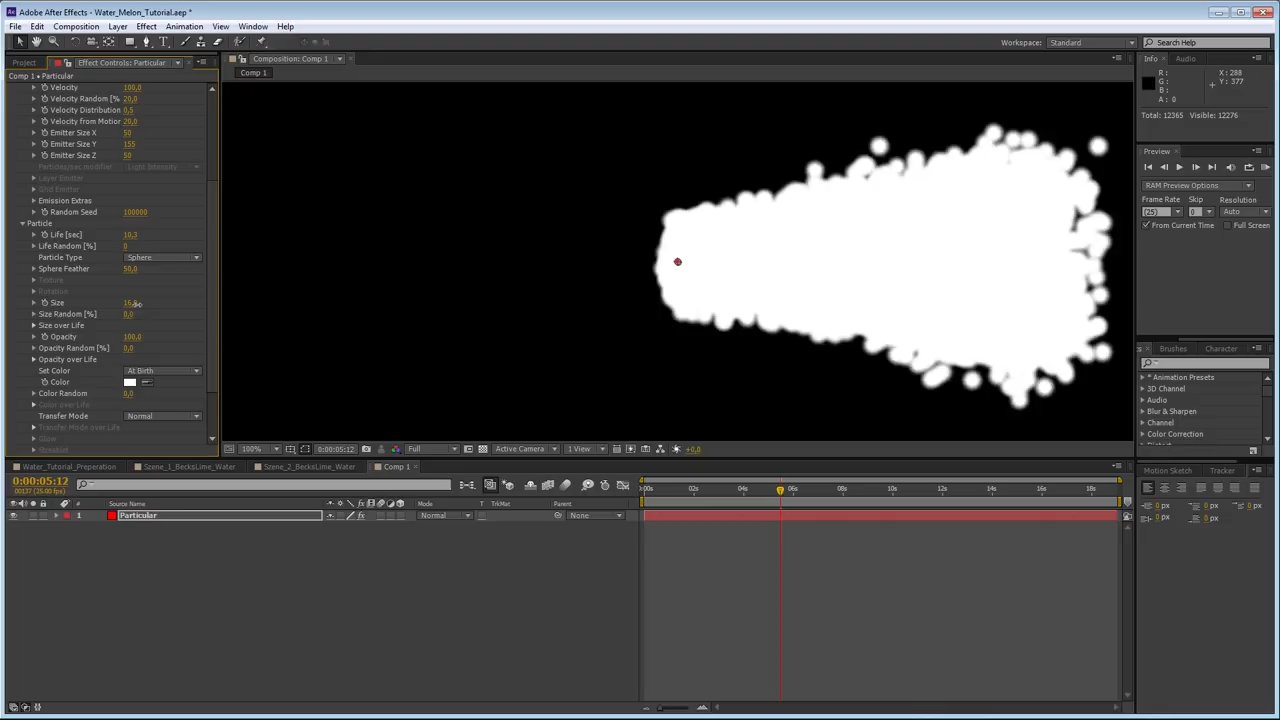 Adobe After Effects - Water_Melon_Tutorial.aep *
File Edit Composition Layer Effect Animation View Window Help
Workspace: Standard Search Help
Project Effect Controls: Particular Composition: Comp 1 Info Audio
Comp 1 • Particular Comp 1
R: X: 288
G: Y: 377
B:
A: 0
Total: 12365 Visible: 12276
Velocity 100,0
Velocity Random [% 20,0
Velocity Distribution 0,5
Velocity from Motion 20,0
Emitter Size X 50
Emitter Size Y 155
Emitter Size Z 50
Particles/sec modifier Light Intensity
Layer Emitter
Grid Emitter
Emission Extras
Random Seed 100000
Particle
Life [sec] 10,3
Life Random [%] 0
Particle Type Sphere
Sphere Feather 50,0
Texture
Rotation
Size 16,
Size Random [%] 0,0
Size over Life
Opacity 100,0
Opacity Random [%] 0,0
Opacity over Life
Set Color At Birth
Color
Color Random 0,0
Color over Life
Transfer Mode Normal
Transfer Mode over Life
Glow
Streaklet
Preview
RAM Preview Options
Frame Rate Skip Resolution
(25) 0 Auto
From Current Time Full Screen
Brushes Character
* Animation Presets
3D Channel
Audio
Blur & Sharpen
Channel
Color Correction
100% 0:00:05:12 Full Active Camera 1 View +0,0
Water_Tutorial_Preperation Scene_1_BecksLime_Water Scene_2_BecksLime_Water Comp 1
Motion Sketch Tracker
0:00:05:12
00137 (25.00 fps)
:00s 02s 04s 06s 08s 10s 12s 14s 16s 18s
# Source Name Mode T TrkMat Parent
1 Particular Normal None
0 px 0 px 0 px
0 px 0 px